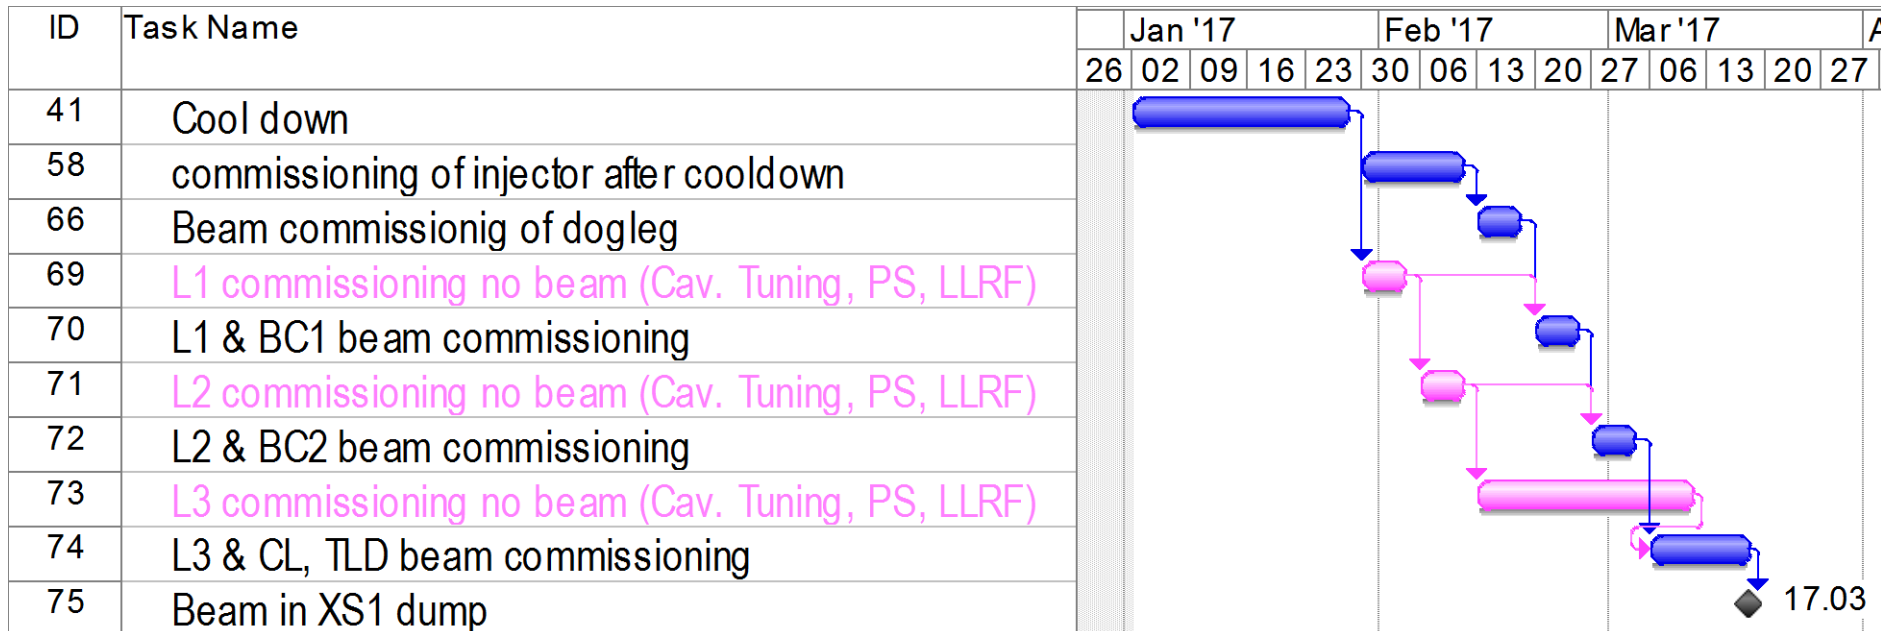 ID Task Name Jan '17 Feb '17 Mar '17
26 02 09 16 23 30 06 13 20 27 06 13 20 27
41 Cool down
58 commissioning of injector after cooldown
66 Beam commissionig of dogleg
69 L1 commissioning no beam (Cav. Tuning, PS, LLRF)
70 L1 & BC1 beam commissioning
71 L2 commissioning no beam (Cav. Tuning, PS, LLRF)
72 L2 & BC2 beam commissioning
73 L3 commissioning no beam (Cav. Tuning, PS, LLRF)
74 L3 & CL, TLD beam commissioning
75 Beam in XS1 dump 17.03